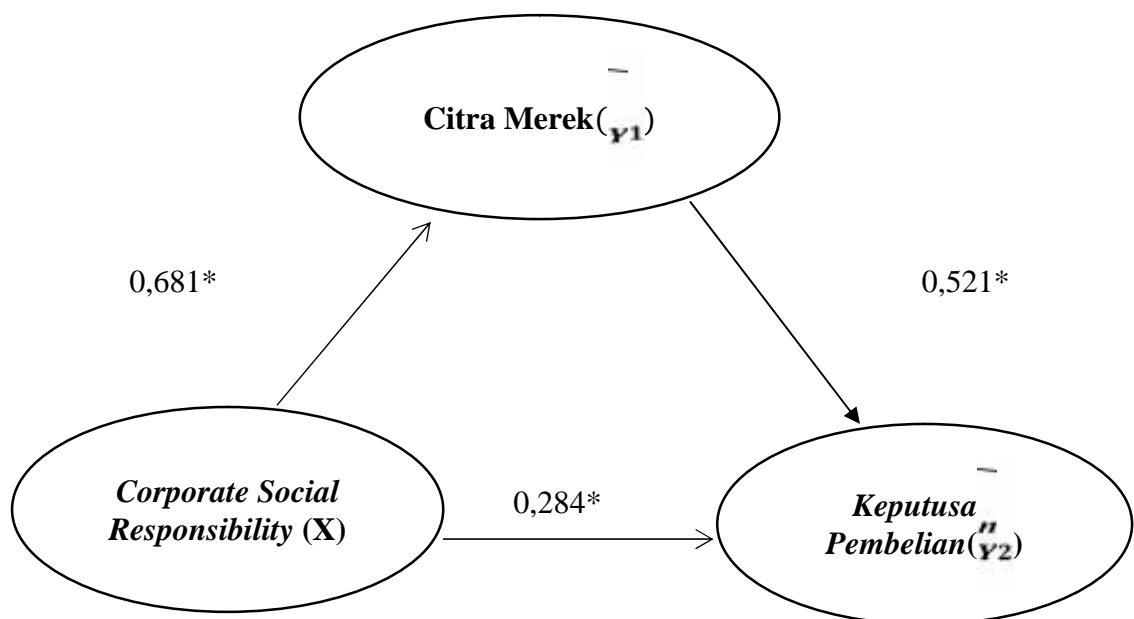 Citra Merek(Y1)
0,681*
0,521*
Corporate Social
Responsibility (X)
0,284*
Keputusa
n
Pembelian(Y2)